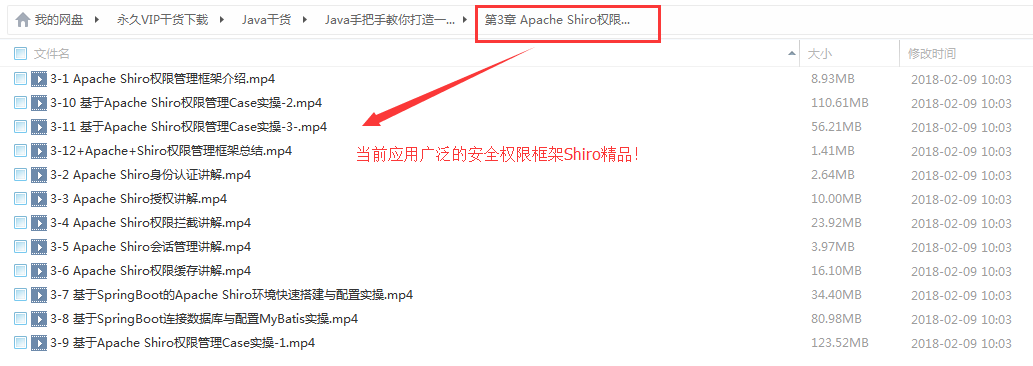 我的网盘 永久VIP干货下载 Java干货 Java手把手教你打造一... 第3章 Apache Shiro权限...
文件名 大小 修改时间
3-1 Apache Shiro权限管理框架介绍.mp4 8.93MB 2018-02-09 10:03
3-10 基于Apache Shiro权限管理Case实操-2.mp4 110.61MB 2018-02-09 10:03
3-11 基于Apache Shiro权限管理Case实操-3-.mp4 56.21MB 2018-02-09 10:03
3-12+Apache+Shiro权限管理框架总结.mp4 1.41MB 2018-02-09 10:03
当前应用广泛的安全权限框架Shiro精品！
3-2 Apache Shiro身份认证讲解.mp4 2.64MB 2018-02-09 10:03
3-3 Apache Shiro授权讲解.mp4 10.00MB 2018-02-09 10:03
3-4 Apache Shiro权限拦截讲解.mp4 23.92MB 2018-02-09 10:03
3-5 Apache Shiro会话管理讲解.mp4 3.97MB 2018-02-09 10:03
3-6 Apache Shiro权限缓存讲解.mp4 16.10MB 2018-02-09 10:03
3-7 基于SpringBoot的Apache Shiro环境快速搭建与配置实操.mp4 34.40MB 2018-02-09 10:03
3-8 基于SpringBoot连接数据库与配置MyBatis实操.mp4 80.98MB 2018-02-09 10:03
3-9 基于Apache Shiro权限管理Case实操-1.mp4 123.52MB 2018-02-09 10:03